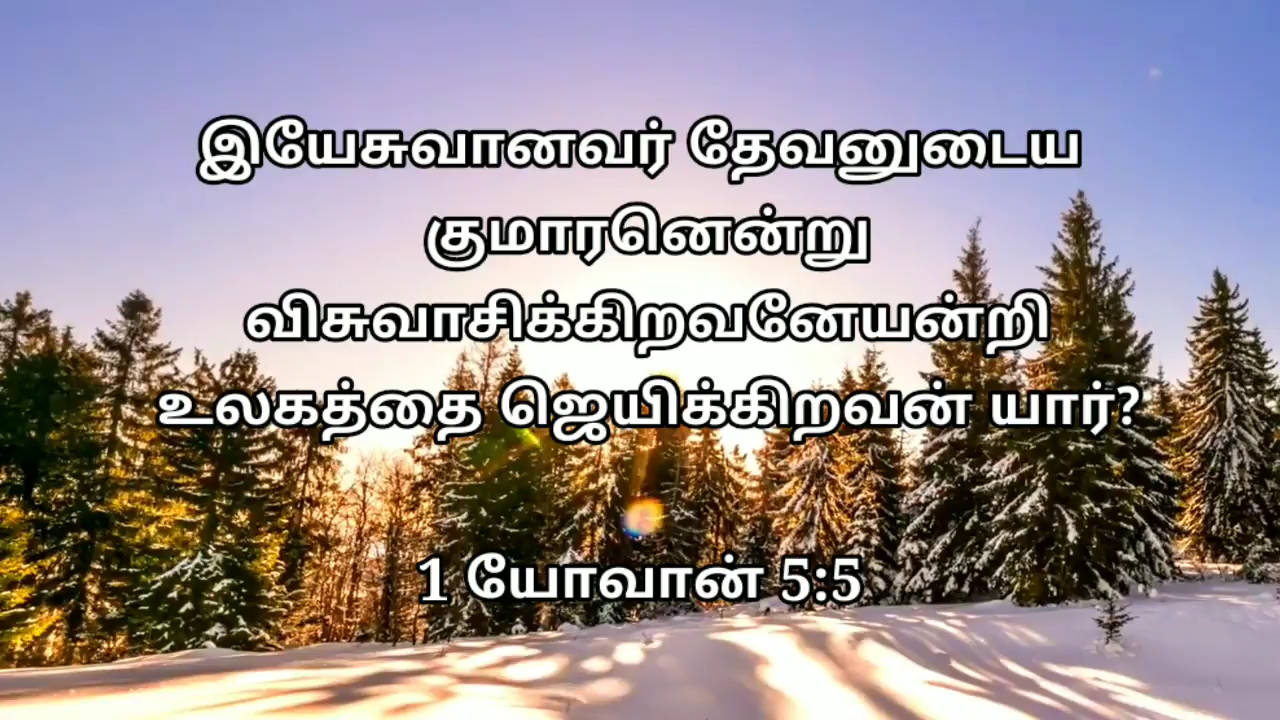 இயேசுவானவர் தேவனுடைய
குமாரனென்று
விசுவாசிக்கிறவனேயன்றி
உலகத்தை ஜெயிக்கிறவன் யார்?
1 யோவான் 5:5